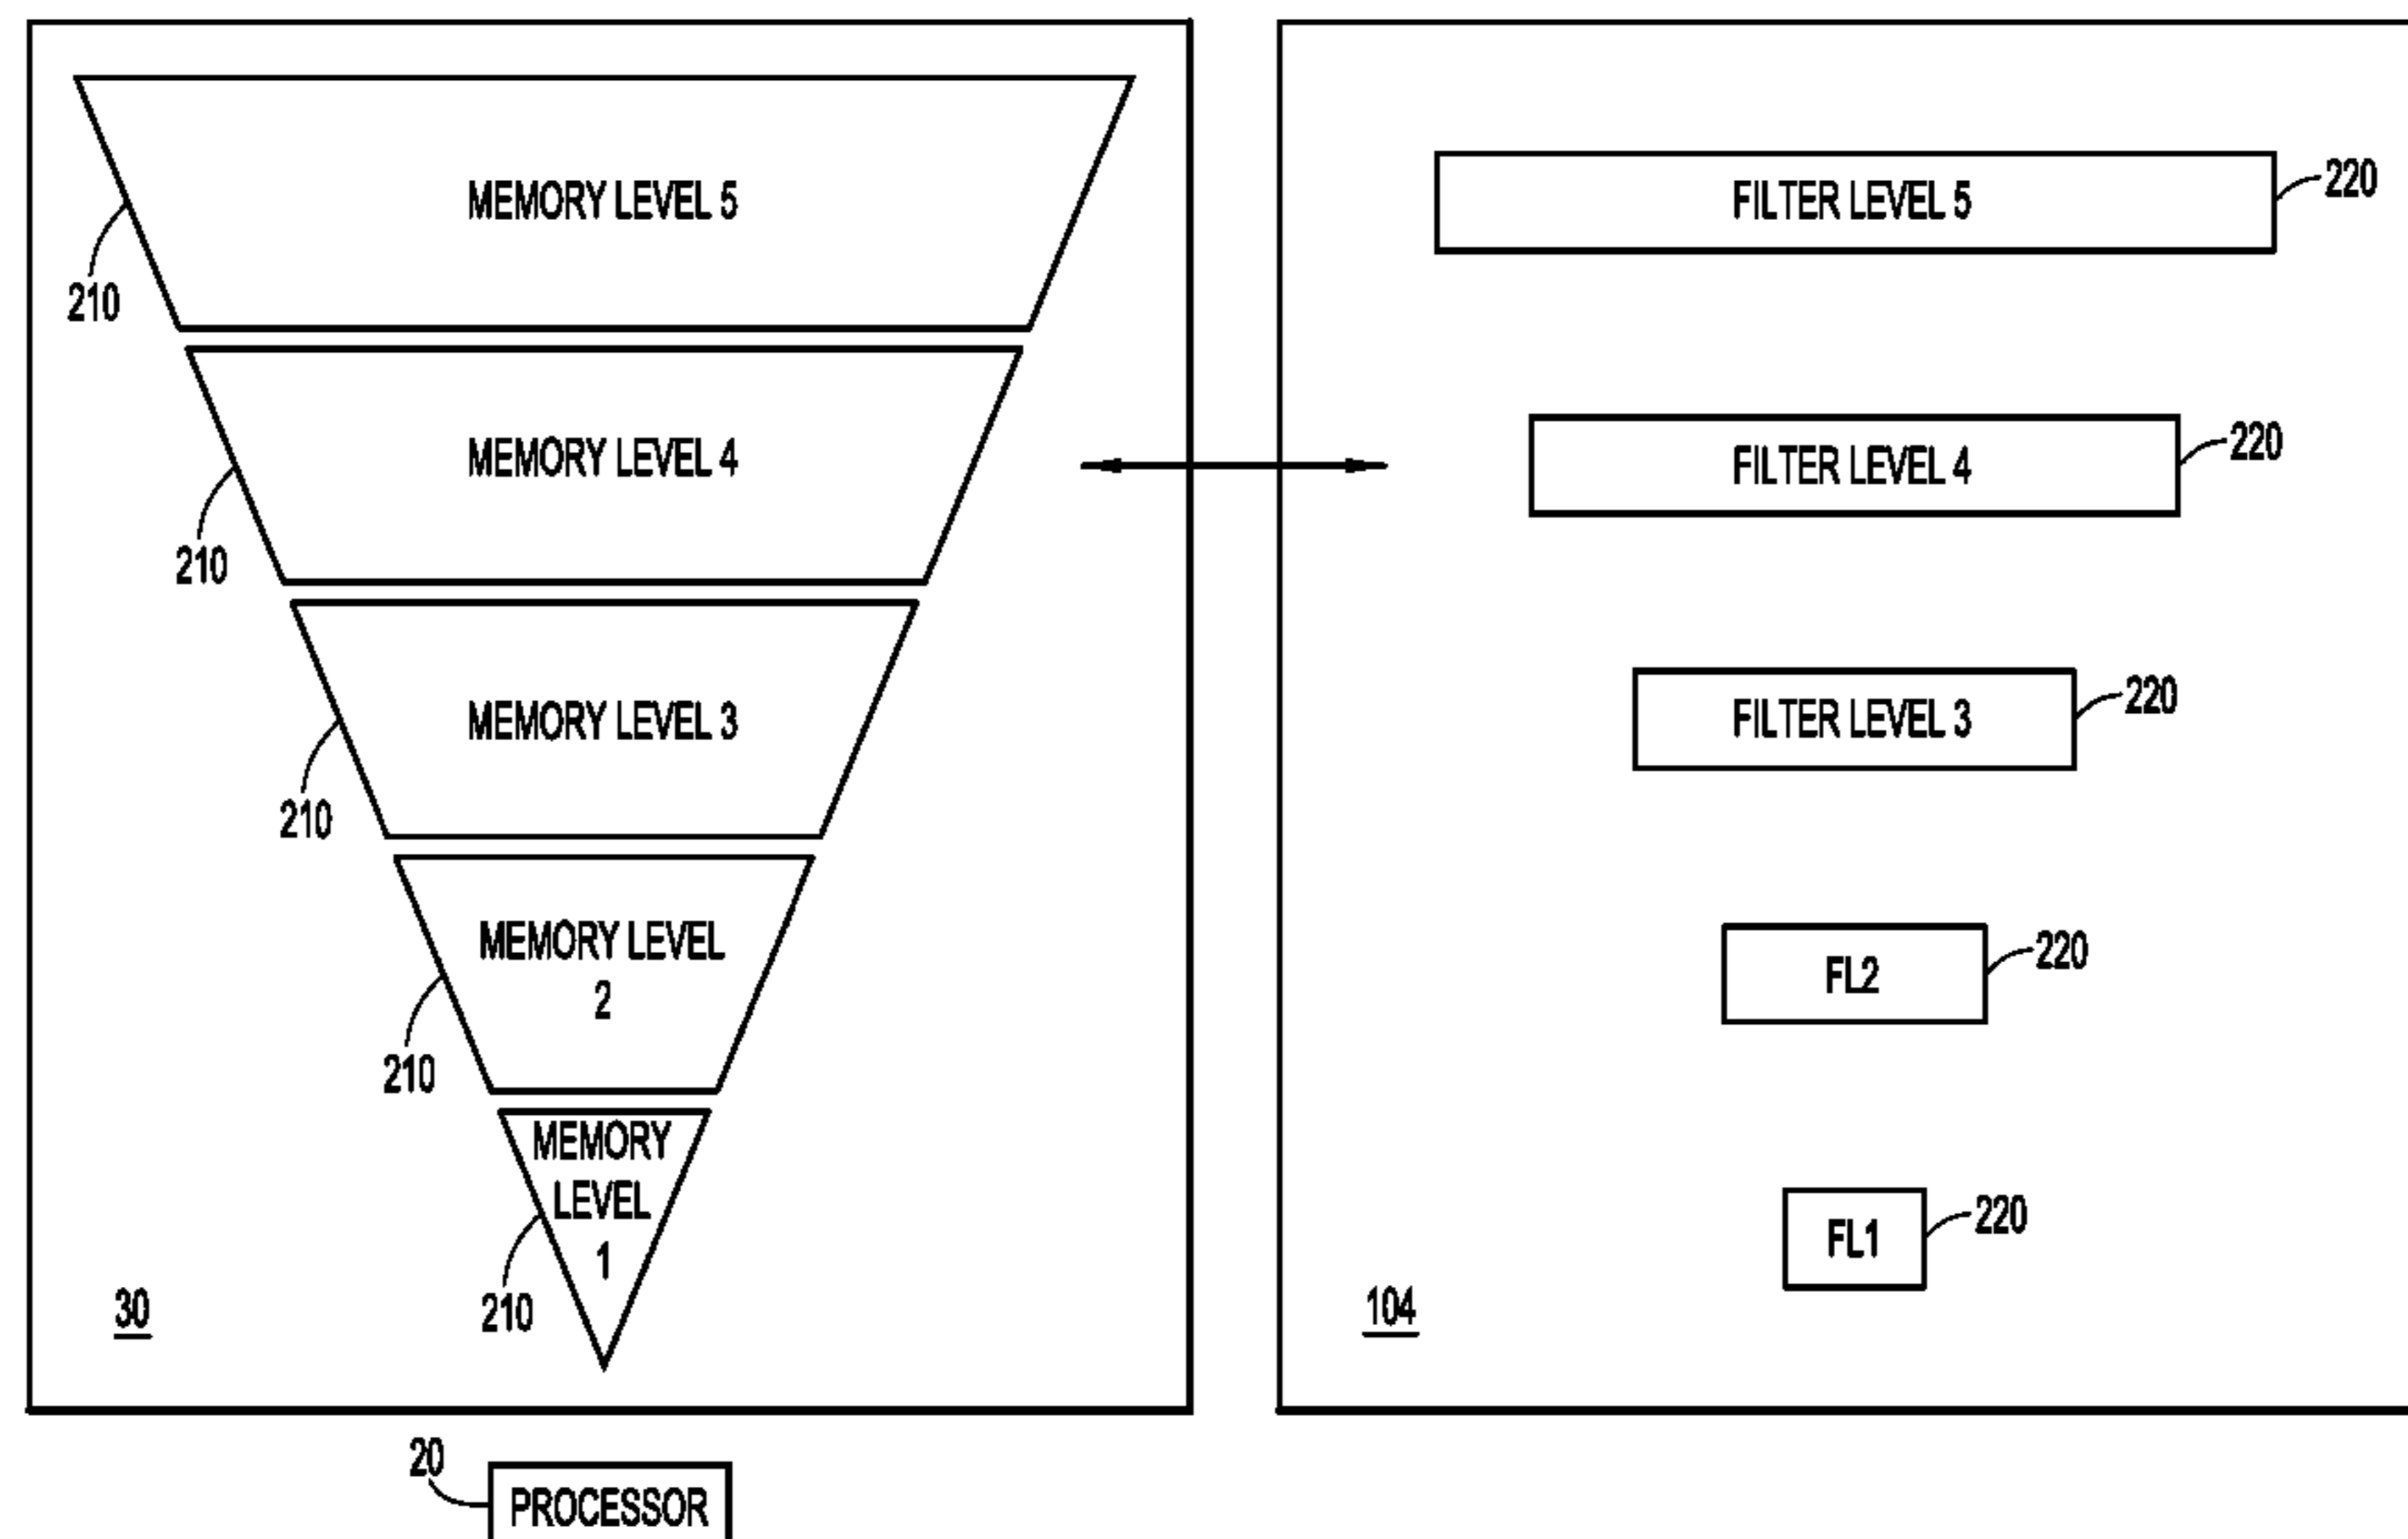 MEMORY LEVEL 5
210
MEMORY LEVEL 4
210
MEMORY LEVEL 3
210
MEMORY LEVEL
2
210
MEMORY
LEVEL
1
210
30
20
PROCESSOR
FILTER LEVEL 5
220
FILTER LEVEL 4
220
FILTER LEVEL 3
220
FL2
220
FL1
220
104